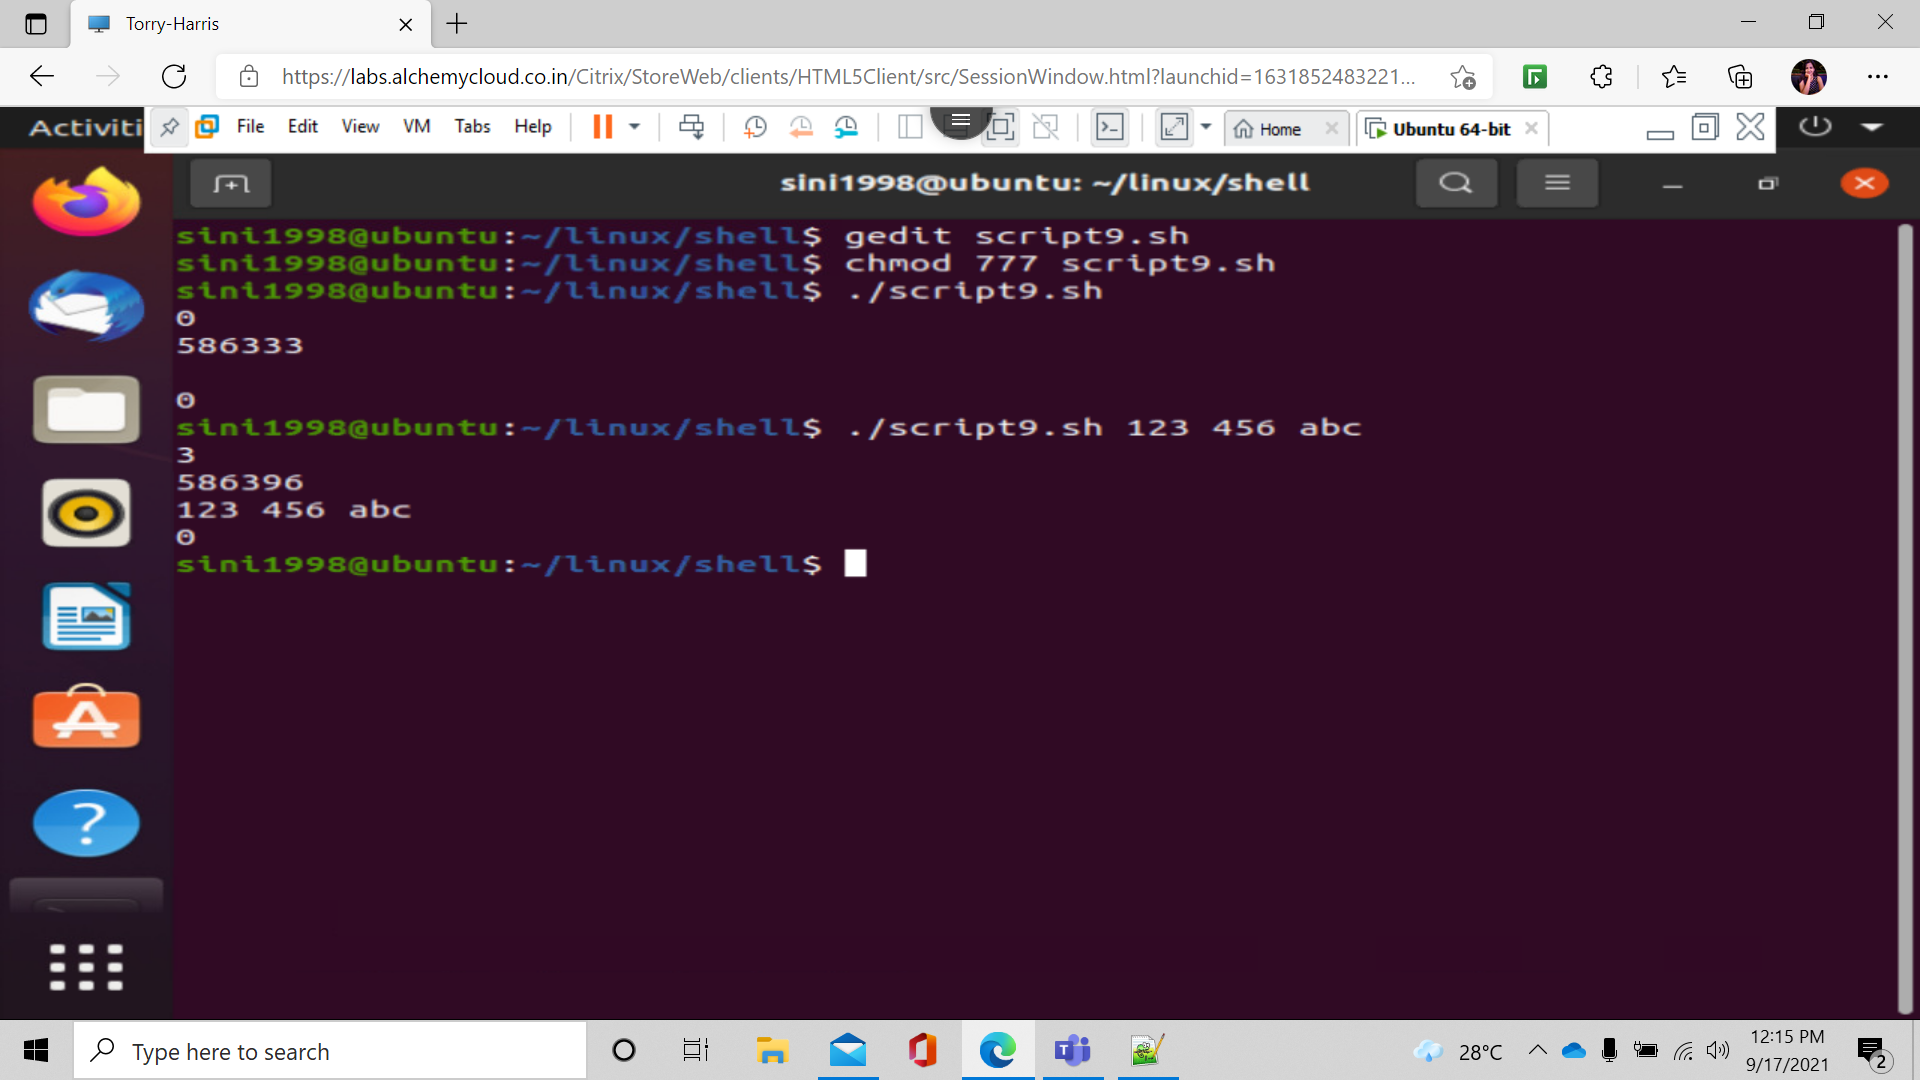 Torry-Harris
https://labs.alchemycloud.co.in/Citrix/StoreWeb/clients/HTML5Client/src/SessionWindow.html?launchid=1631852483221...
Activiti File Edit View VM Tabs Help Home Ubuntu 64-bit
sini1998@ubuntu: ~/linux/shell
sini1998@ubuntu:~/linux/shell$ gedit script9.sh
sini1998@ubuntu:~/linux/shell$ chmod 777 script9.sh
sini1998@ubuntu:~/linux/shell$ ./script9.sh
0
586333
0
sini1998@ubuntu:~/linux/shell$ ./script9.sh 123 456 abc
3
586396
123 456 abc
0
sini1998@ubuntu:~/linux/shell$
Type here to search
28°C
12:15 PM
9/17/2021
2